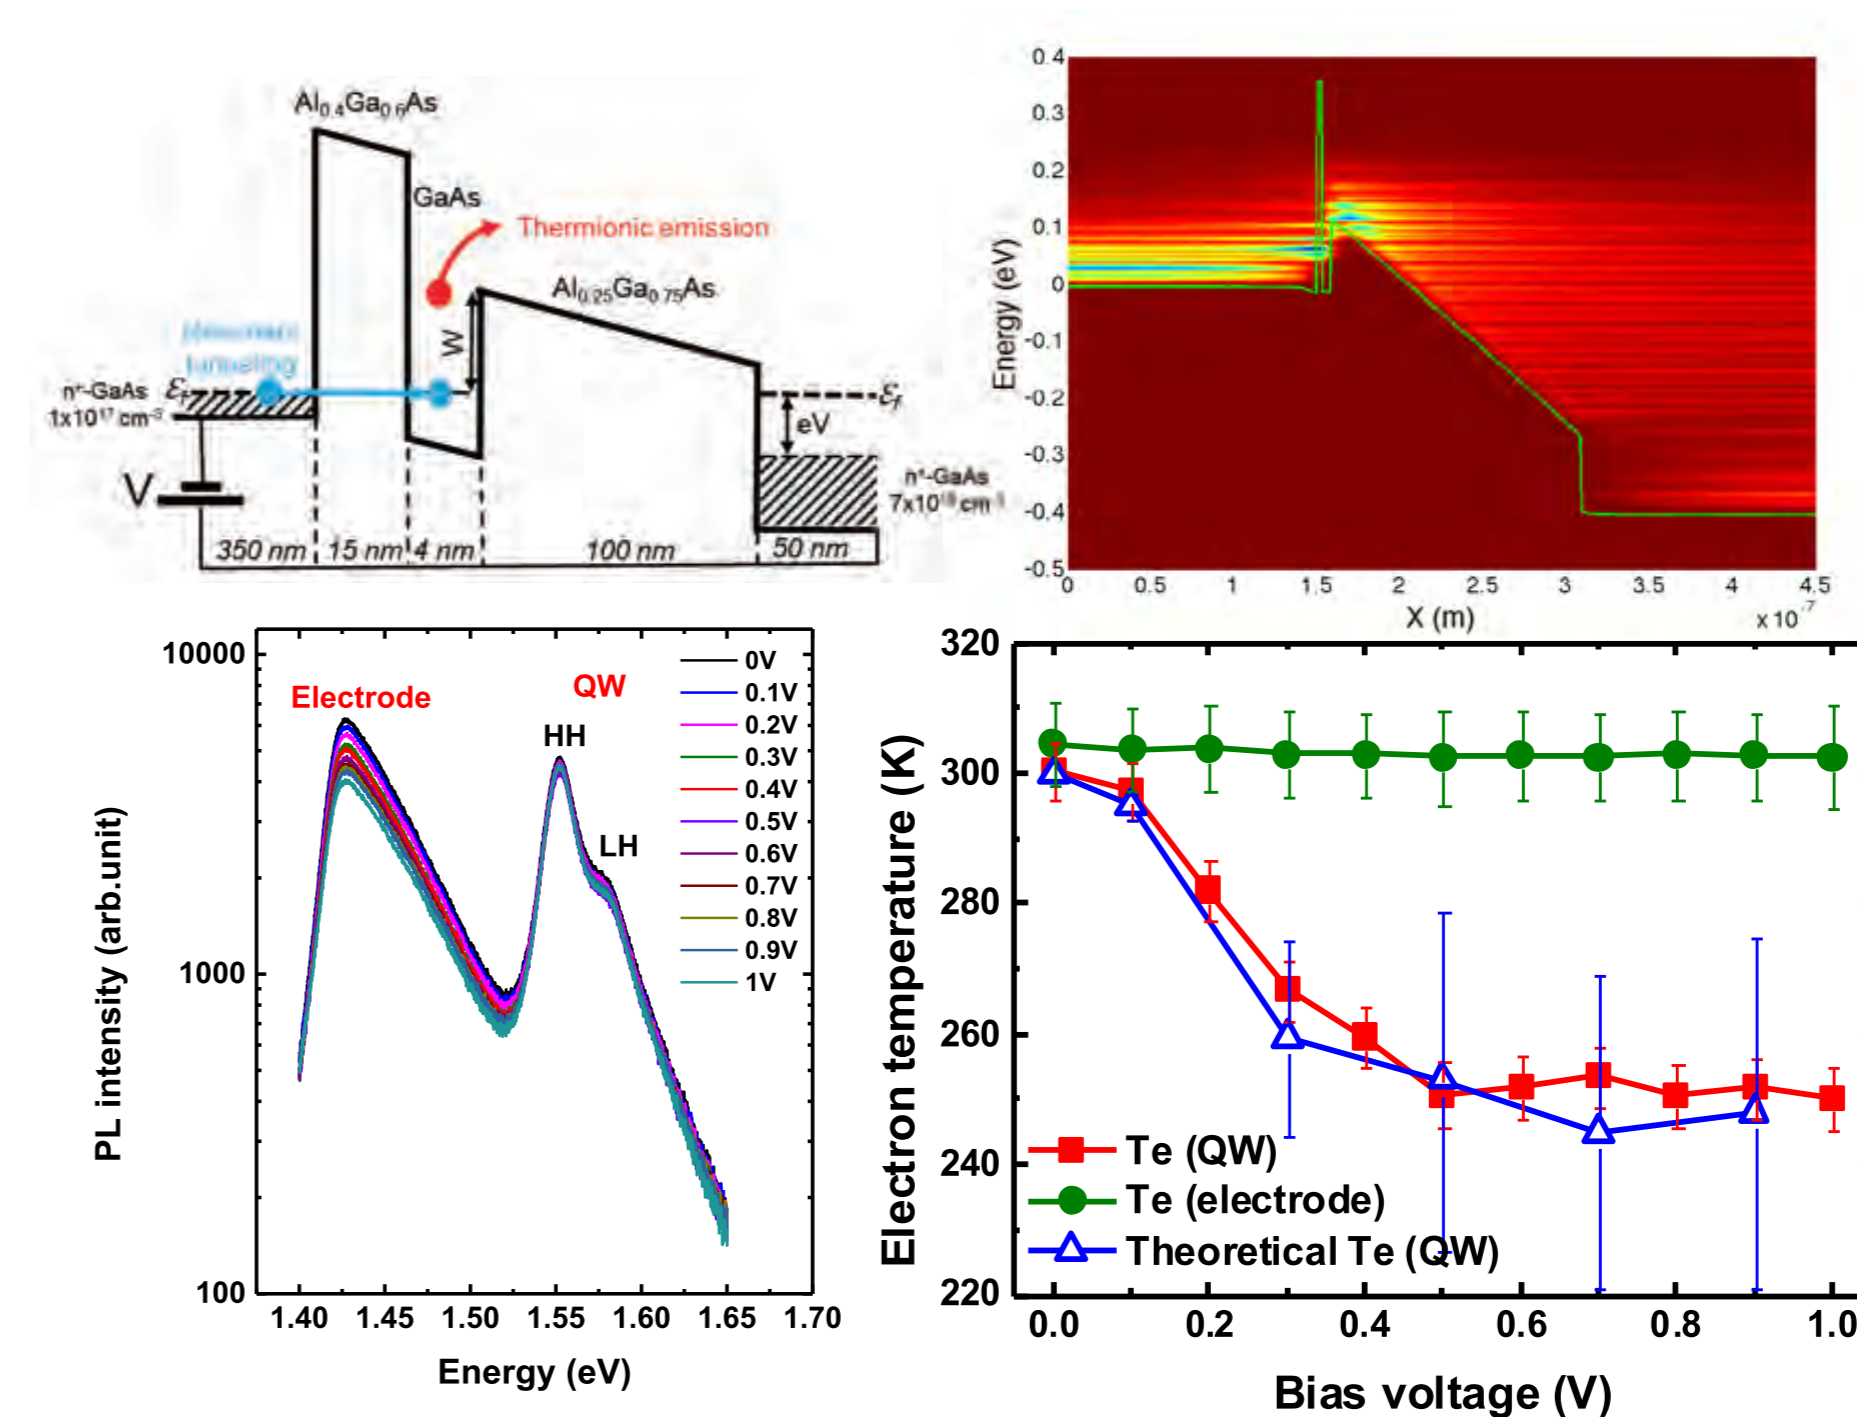 Al0.4Ga0.6As
GaAs
Thermionic emission
Al0.25Ga0.75As
W
tunneling
n+-GaAs
1x10^17 cm-3
εf
εf
eV
n+-GaAs
V
350 nm
15 nm
4 nm
100 nm
50 nm
0.4
0.3
0.2
0.1
0
-0.1
-0.2
-0.3
-0.4
-0.5
Energy (eV)
0
0.5
1
1.5
2
2.5
3
3.5
4
4.5
X (m)
x 10^-7
10000
1000
100
PL intensity (arb.unit)
Electrode
QW
HH
LH
0V
0.1V
0.2V
0.3V
0.4V
0.5V
0.6V
0.7V
0.8V
0.9V
1V
1.40
1.45
1.50
1.55
1.60
1.65
1.70
Energy (eV)
320
300
280
260
240
220
Electron temperature (K)
Te (QW)
Te (electrode)
Theoretical Te (QW)
0.0
0.2
0.4
0.6
0.8
1.0
Bias voltage (V)